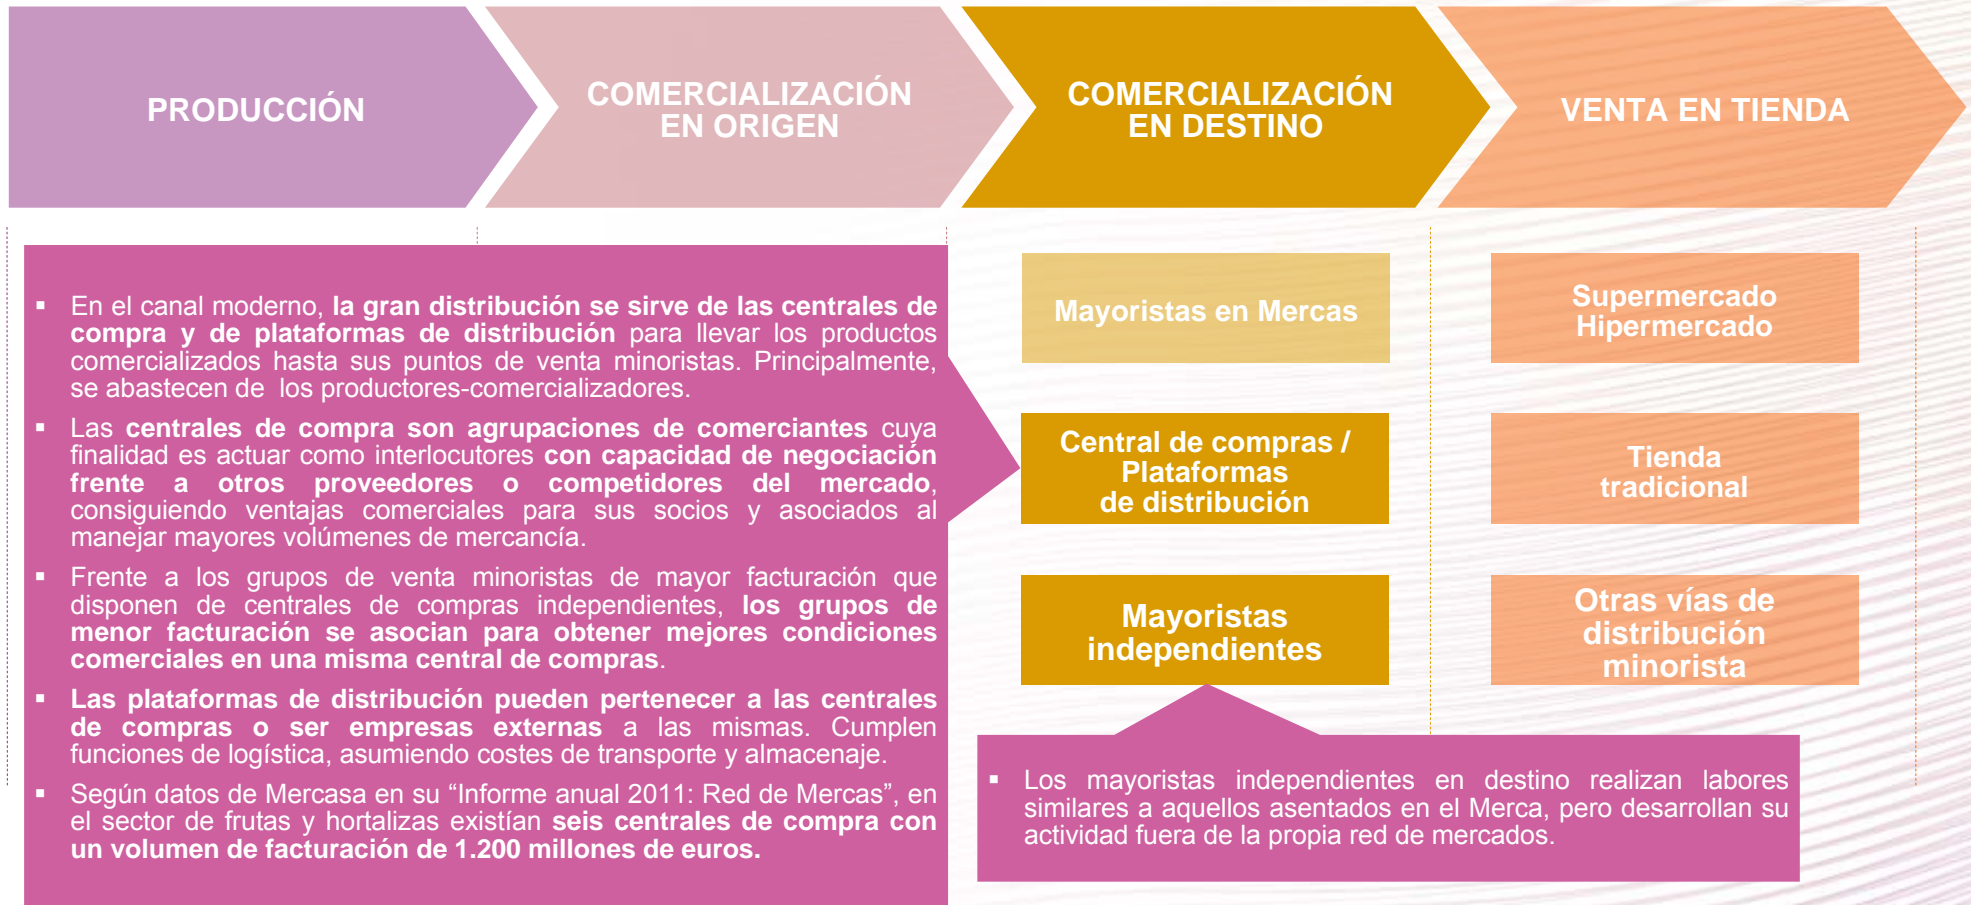 PRODUCCIÓN
COMERCIALIZACIÓN
EN ORIGEN
COMERCIALIZACIÓN
EN DESTINO
VENTA EN TIENDA
▪ En el canal moderno, la gran distribución se sirve de las centrales de
compra y de plataformas de distribución para llevar los productos
comercializados hasta sus puntos de venta minoristas. Principalmente,
se abastecen de los productores-comercializadores.
▪ Las centrales de compra son agrupaciones de comerciantes cuya
finalidad es actuar como interlocutores con capacidad de negociación
frente a otros proveedores o competidores del mercado,
consiguiendo ventajas comerciales para sus socios y asociados al
manejar mayores volúmenes de mercancía.
▪ Frente a los grupos de venta minoristas de mayor facturación que
disponen de centrales de compras independientes, los grupos de
menor facturación se asocian para obtener mejores condiciones
comerciales en una misma central de compras.
▪ Las plataformas de distribución pueden pertenecer a las centrales
de compras o ser empresas externas a las mismas. Cumplen
funciones de logística, asumiendo costes de transporte y almacenaje.
▪ Según datos de Mercasa en su “Informe anual 2011: Red de Mercas”, en
el sector de frutas y hortalizas existían seis centrales de compra con
un volumen de facturación de 1.200 millones de euros.
Mayoristas en Mercas
Central de compras /
Plataformas
de distribución
Mayoristas
independientes
Supermercado
Hipermercado
Tienda
tradicional
Otras vías de
distribución
minorista
▪ Los mayoristas independientes en destino realizan labores
similares a aquellos asentados en el Merca, pero desarrollan su
actividad fuera de la propia red de mercados.